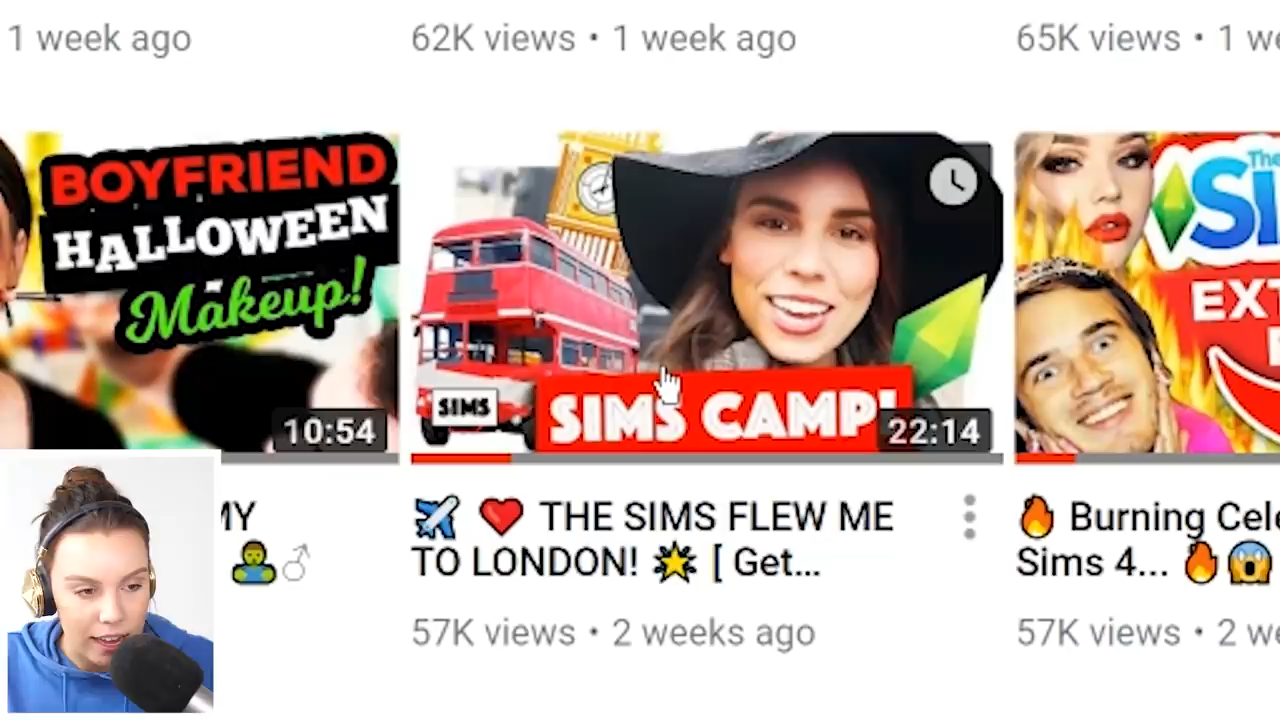 1 week ago
62K views • 1 week ago
65K views • 1 we
BOYFRIEND
HALLOWEEN
Makeup!
10:54
SIMS
SIMS CAMP!
22:14
The
Si
EXT
MY
✈️ ❤️ THE SIMS FLEW ME
TO LONDON! 🌟 [ Get...
57K views • 2 weeks ago
🔥 Burning Cele
Sims 4... 🔥😱
57K views • 2 we